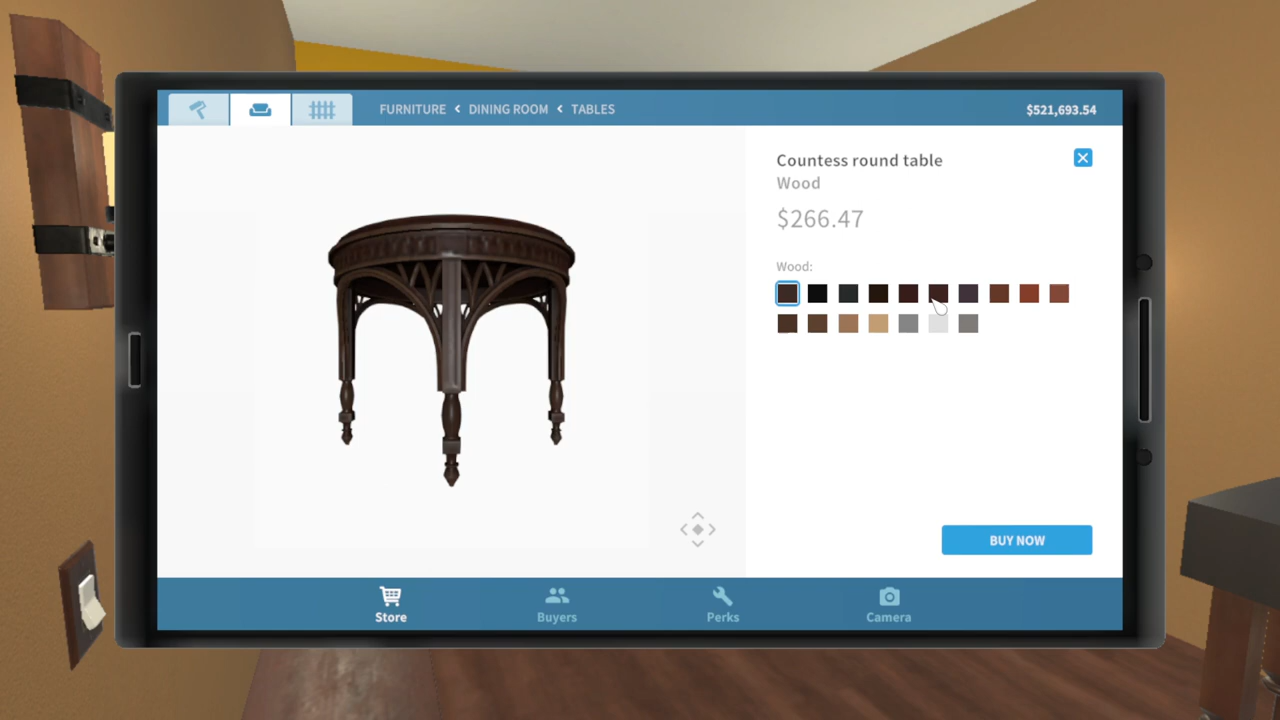 FURNITURE < DINING ROOM < TABLES
$521,693.54
Countess round table
Wood
$266.47
Wood:
BUY NOW
Store
Buyers
Perks
Camera